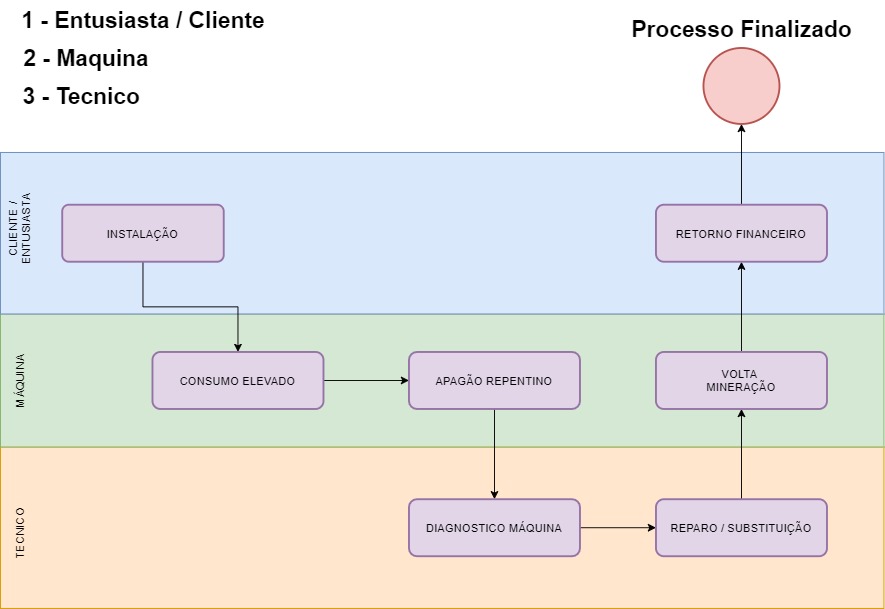 1 - Entusiasta / Cliente
2 - Maquina
3 - Tecnico
Processo Finalizado
CLIENTE /
ENTUSIASTA
INSTALAÇÃO
RETORNO FINANCEIRO
MÁQUINA
CONSUMO ELEVADO
APAGÃO REPENTINO
VOLTA
MINERAÇÃO
TECNICO
DIAGNOSTICO MÁQUINA
REPARO / SUBSTITUIÇÃO